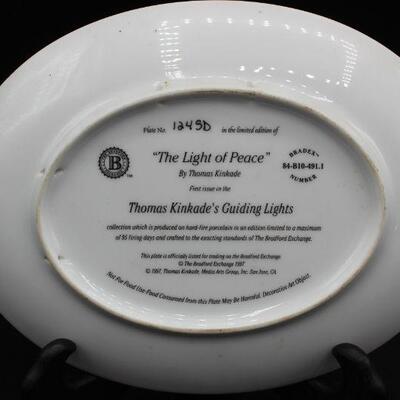 Plate No. 1245D in the limited edition of
BRADEX™
84-B10-491.1
NUMBER
B
™
"The Light of Peace"
By Thomas Kinkade
First issue in the
Thomas Kinkade's Guiding Lights
collection which is produced on hard-fire porcelain in an edition limited to a maximum
of 95 firing days and crafted to the exacting standards of The Bradford Exchange.
This plate is officially listed for trading on the Bradford Exchange
© The Bradford Exchange 1997
© 1997, Thomas Kinkade, Media Arts Group, Inc. San Jose, CA
Not For Food Use-Food Consumed from this Plate May Be Harmful. Decorative Art Object.